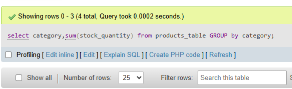 Showing rows 0 - 3 (4 total, Query took 0.0002 seconds.)
select category,sum(stock_quantity) from products_table GROUP by category;
Profiling [ Edit inline ] [ Edit ] [ Explain SQL ] [ Create PHP code ] [ Refresh ]
Show all | Number of rows: 25 Filter rows: Search this table